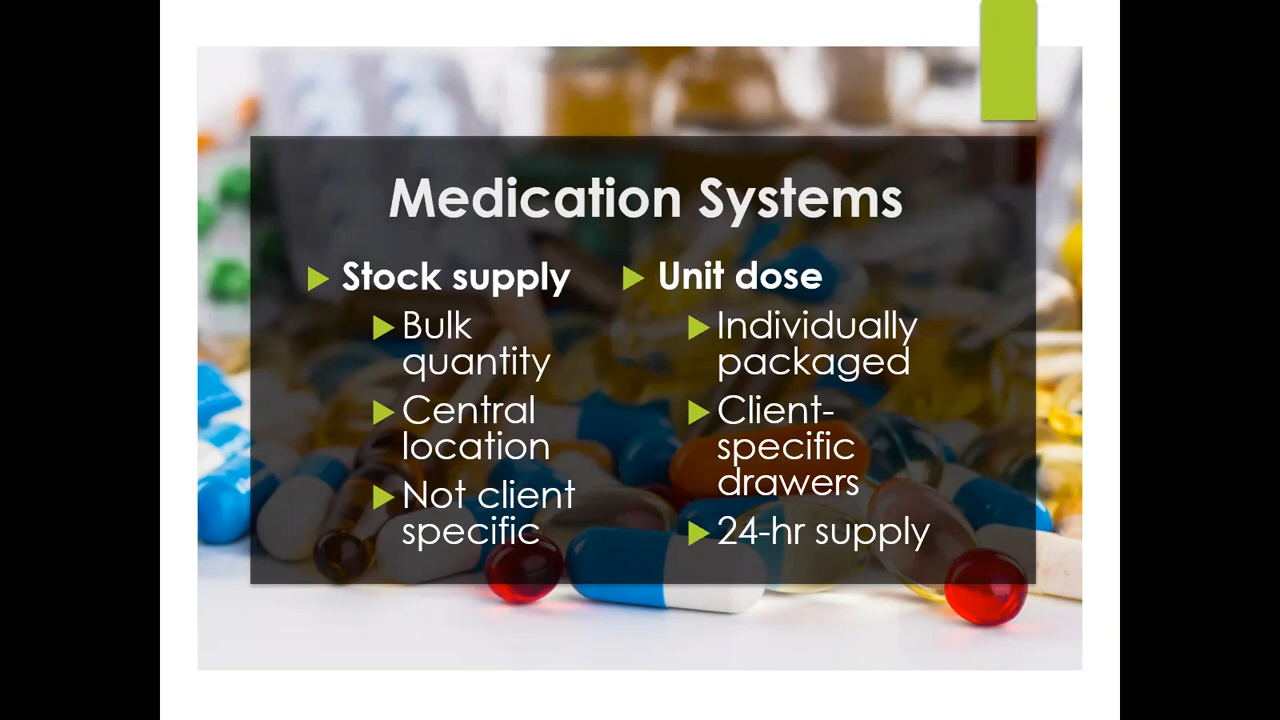 Medication Systems
Stock supply
Bulk
quantity
Central
location
Not client
specific
Unit dose
Individually
packaged
Client-
specific
drawers
24-hr supply